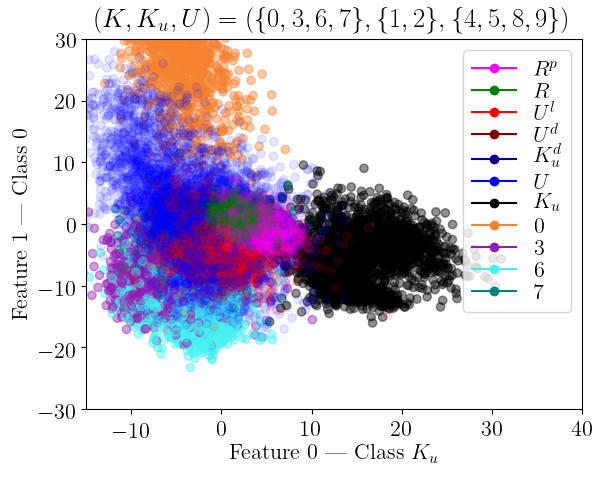 (K, K_u, U) = ({0, 3, 6, 7}, {1, 2}, {4, 5, 8, 9})
30
20
10
0
−10
−20
−30
Feature 1 — Class 0
R^p
R
U^l
U^d
K_u^d
U
K_u
0
3
6
7
−10
0
10
20
30
40
Feature 0 — Class K_u